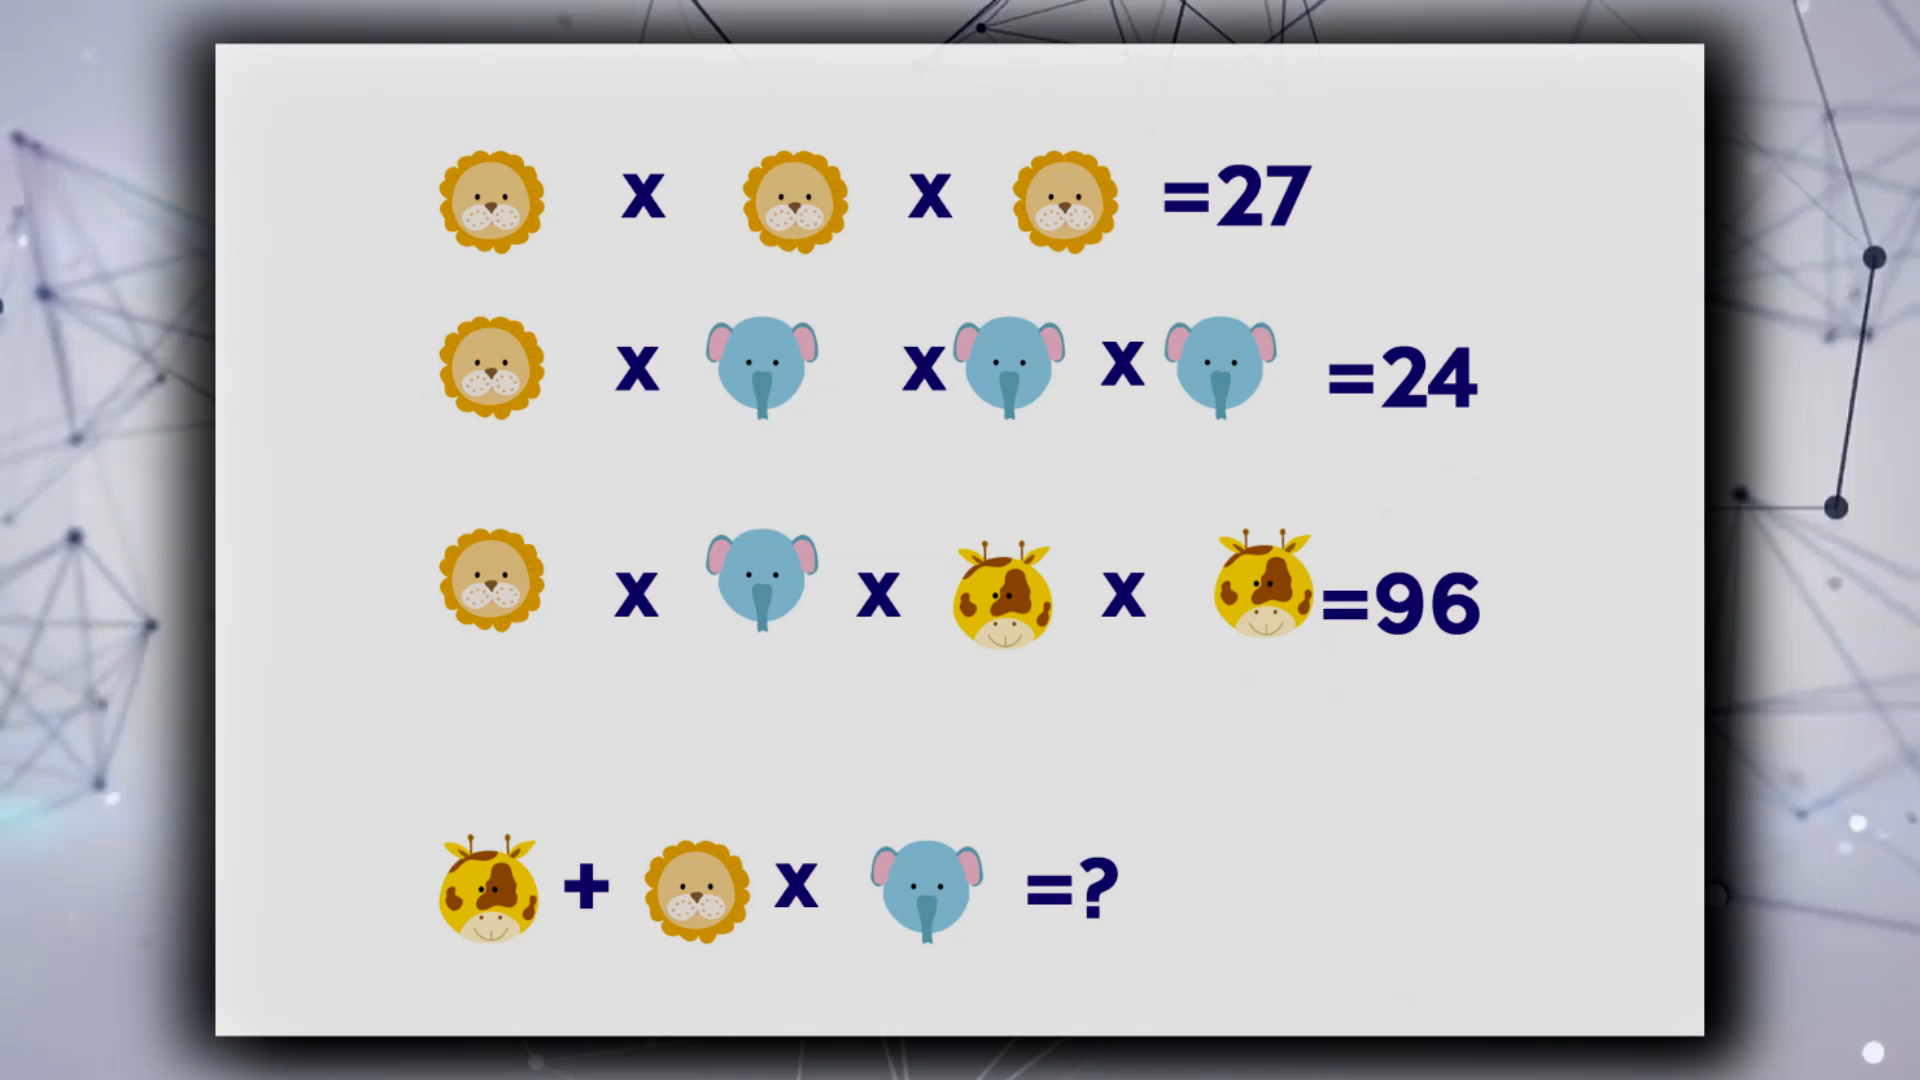 x x =27
x x x =24
x x x =96
+ x =?